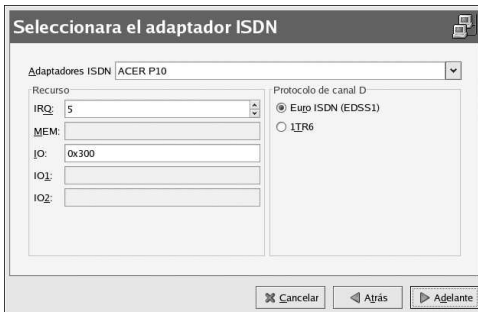 Seleccionara el adaptador ISDN
Adaptadores ISDN ACER P10
Recurso
IRQ: 5
MEM:
IO: 0x300
IO1:
IO2:
Protocolo de canal D
Euro ISDN (EDSS1)
1TR6
Cancelar Atrás Adelante